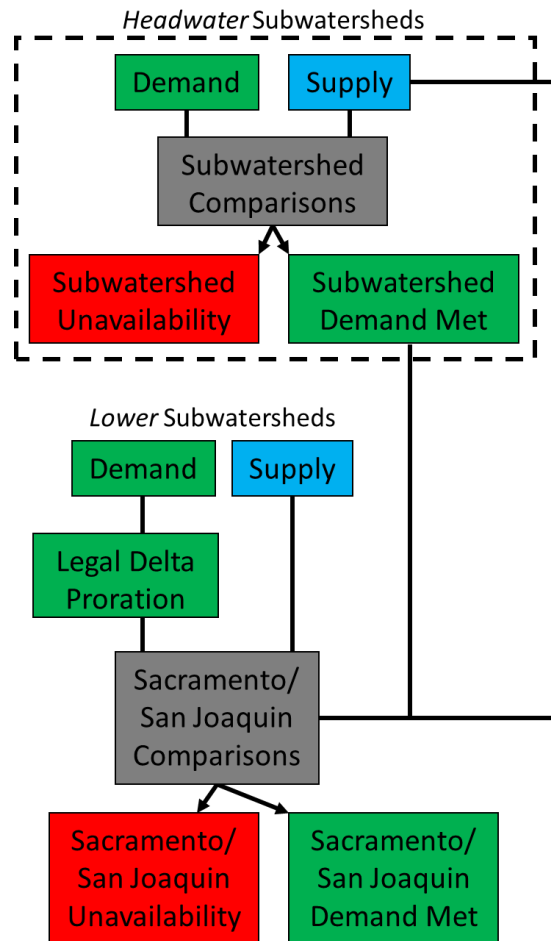 Headwater Subwatersheds
Demand
Supply
Subwatershed
Comparisons
Subwatershed
Unavailability
Subwatershed
Demand Met
Lower Subwatersheds
Demand
Supply
Legal Delta
Proration
Sacramento/
San Joaquin
Comparisons
Sacramento/
San Joaquin
Unavailability
Sacramento/
San Joaquin
Demand Met